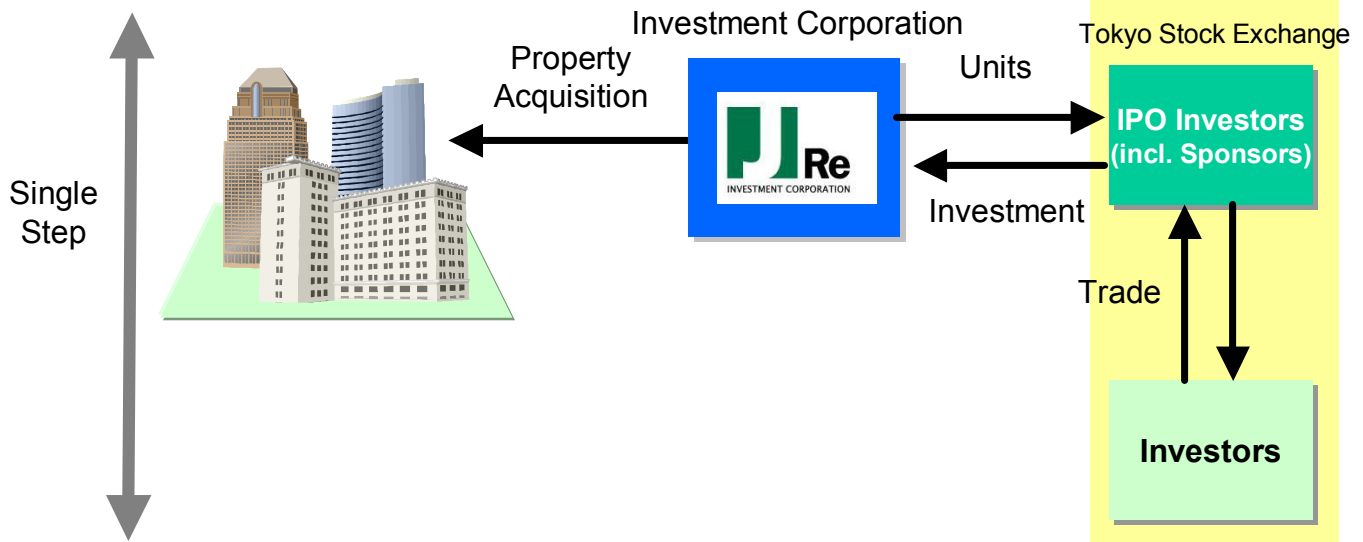 Single
Step
Property
Acquisition
Investment Corporation
PJ Re
INVESTMENT CORPORATION
Units
Investment
Tokyo Stock Exchange
IPO Investors
(incl. Sponsors)
Trade
Investors